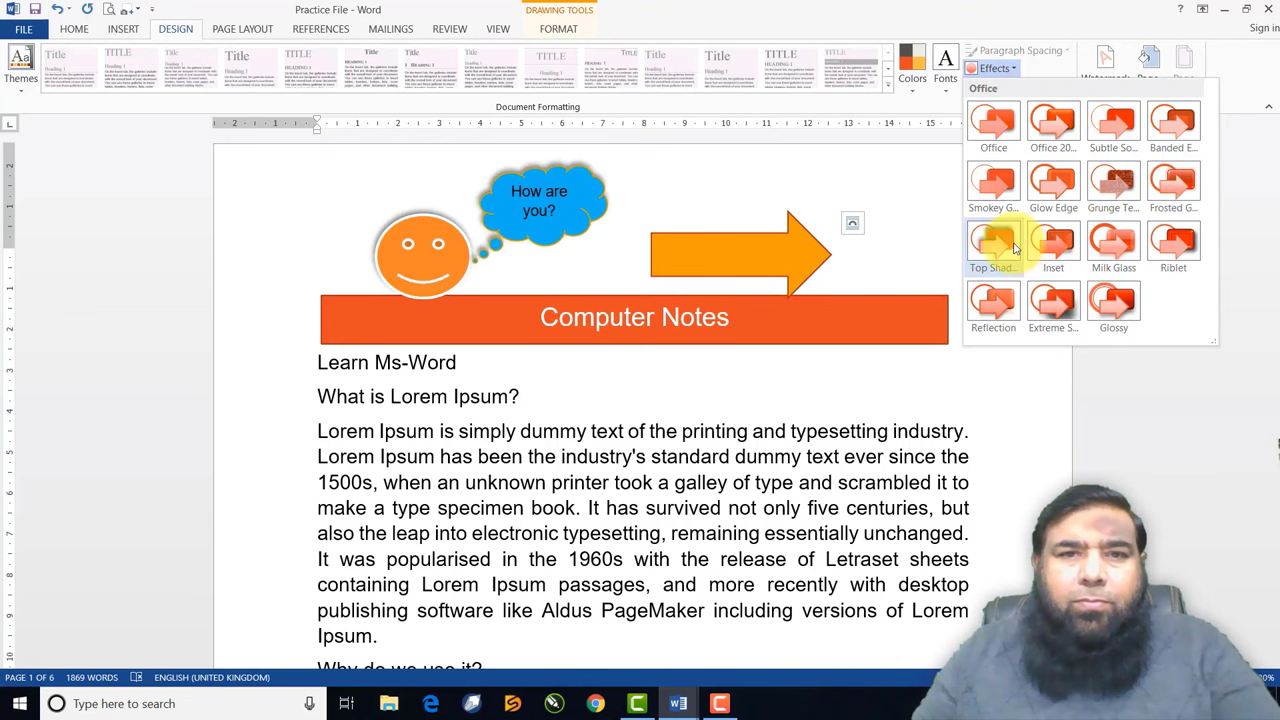 Practice File - Word
DRAWING TOOLS
FILE HOME INSERT DESIGN PAGE LAYOUT REFERENCES MAILINGS REVIEW VIEW FORMAT
Sign in
Themes
Colors
Fonts
Paragraph Spacing
Effects
Document Formatting
Office
Office Office 20... Subtle So... Banded E...
Smokey G... Glow Edge Grunge Te... Frosted G...
Top Shad... Inset Milk Glass Riblet
Reflection Extreme S... Glossy
How are
you?
Computer Notes
Learn Ms-Word
What is Lorem Ipsum?
Lorem Ipsum is simply dummy text of the printing and typesetting industry.
Lorem Ipsum has been the industry's standard dummy text ever since the
1500s, when an unknown printer took a galley of type and scrambled it to
make a type specimen book. It has survived not only five centuries, but
also the leap into electronic typesetting, remaining essentially unchanged.
It was popularised in the 1960s with the release of Letraset sheets
containing Lorem Ipsum passages, and more recently with desktop
publishing software like Aldus PageMaker including versions of Lorem
Ipsum.
Why do we use it?
PAGE 1 OF 6 1869 WORDS ENGLISH (UNITED KINGDOM)
Type here to search